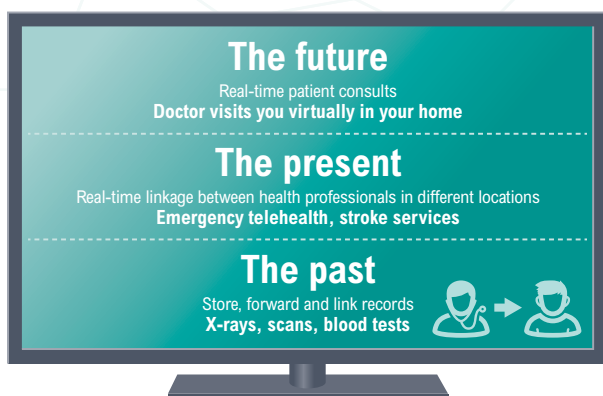 The future
Real-time patient consults
Doctor visits you virtually in your home
The present
Real-time linkage between health professionals in different locations
Emergency telehealth, stroke services
The past
Store, forward and link records
X-rays, scans, blood tests